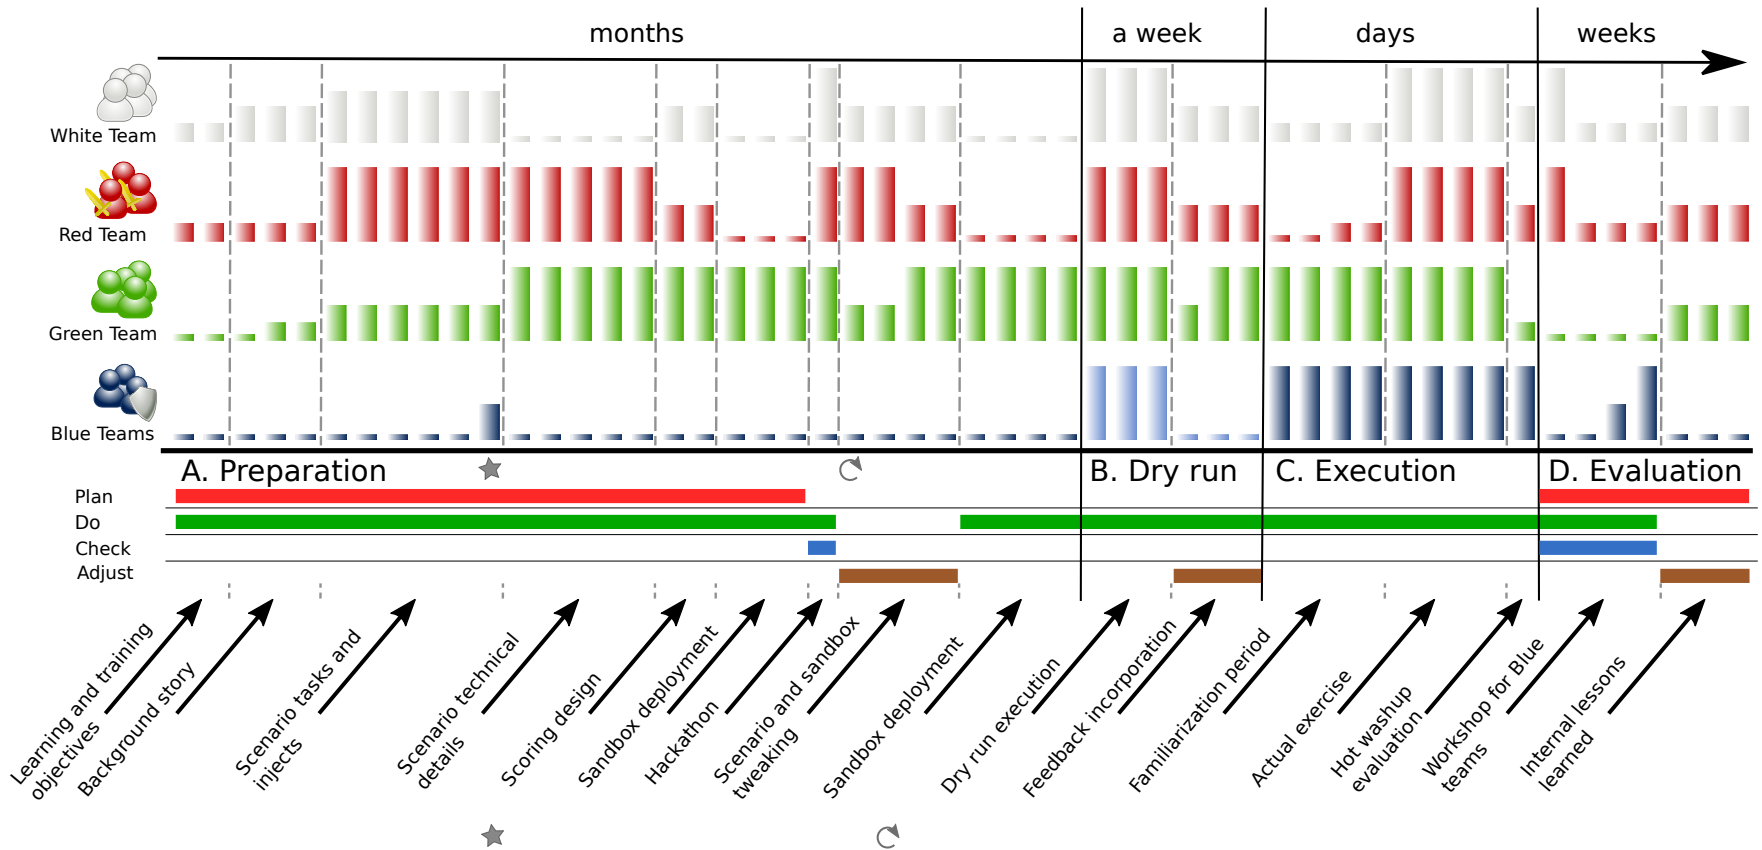 months
a week
days
weeks
White Team
Red Team
Green Team
Blue Teams
A. Preparation
B. Dry run
C. Execution
D. Evaluation
Plan
Do
Check
Adjust
Learning and training
objectives
Background story
Scenario tasks and
injects
Scenario technical
details
Scoring design
Sandbox deployment
Hackathon
Scenario and sandbox
tweaking
Sandbox deployment
Dry run execution
Feedback incorporation
Familiarization period
Actual exercise
Hot washup
evaluation
Workshop for Blue
teams
Internal lessons
learned